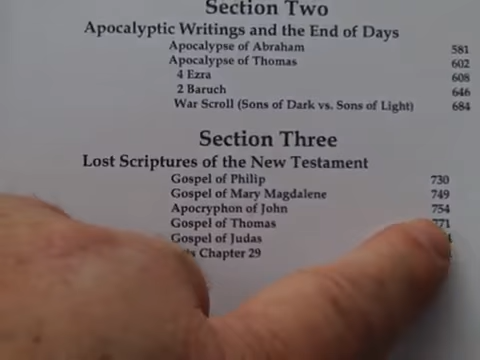 Section Two
Apocalyptic Writings and the End of Days
Apocalypse of Abraham 581
Apocalypse of Thomas 602
4 Ezra 608
2 Baruch 646
War Scroll (Sons of Dark vs. Sons of Light) 684
Section Three
Lost Scriptures of the New Testament
Gospel of Philip 730
Gospel of Mary Magdalene 749
Apocryphon of John 754
Gospel of Thomas 771
Gospel of Judas
Chapter 29